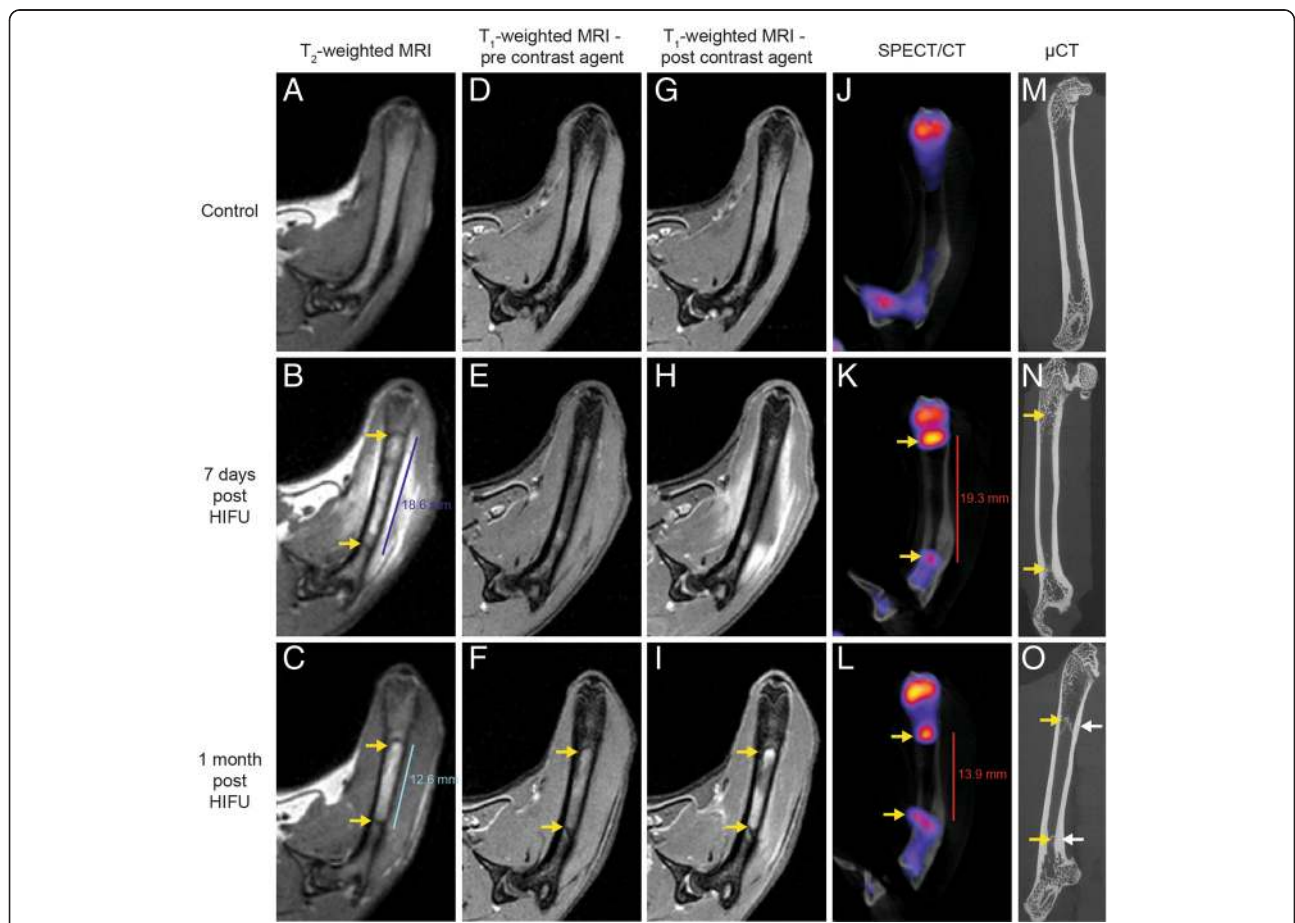 T₂-weighted MRI
T₁-weighted MRI -
pre contrast agent
T₁-weighted MRI -
post contrast agent
SPECT/CT
µCT
Control
A
D
G
J
M
7 days
post
HIFU
B
18.6 mm
E
H
K
19.3 mm
N
1 month
post
HIFU
C
12.6 mm
F
I
L
13.9 mm
O